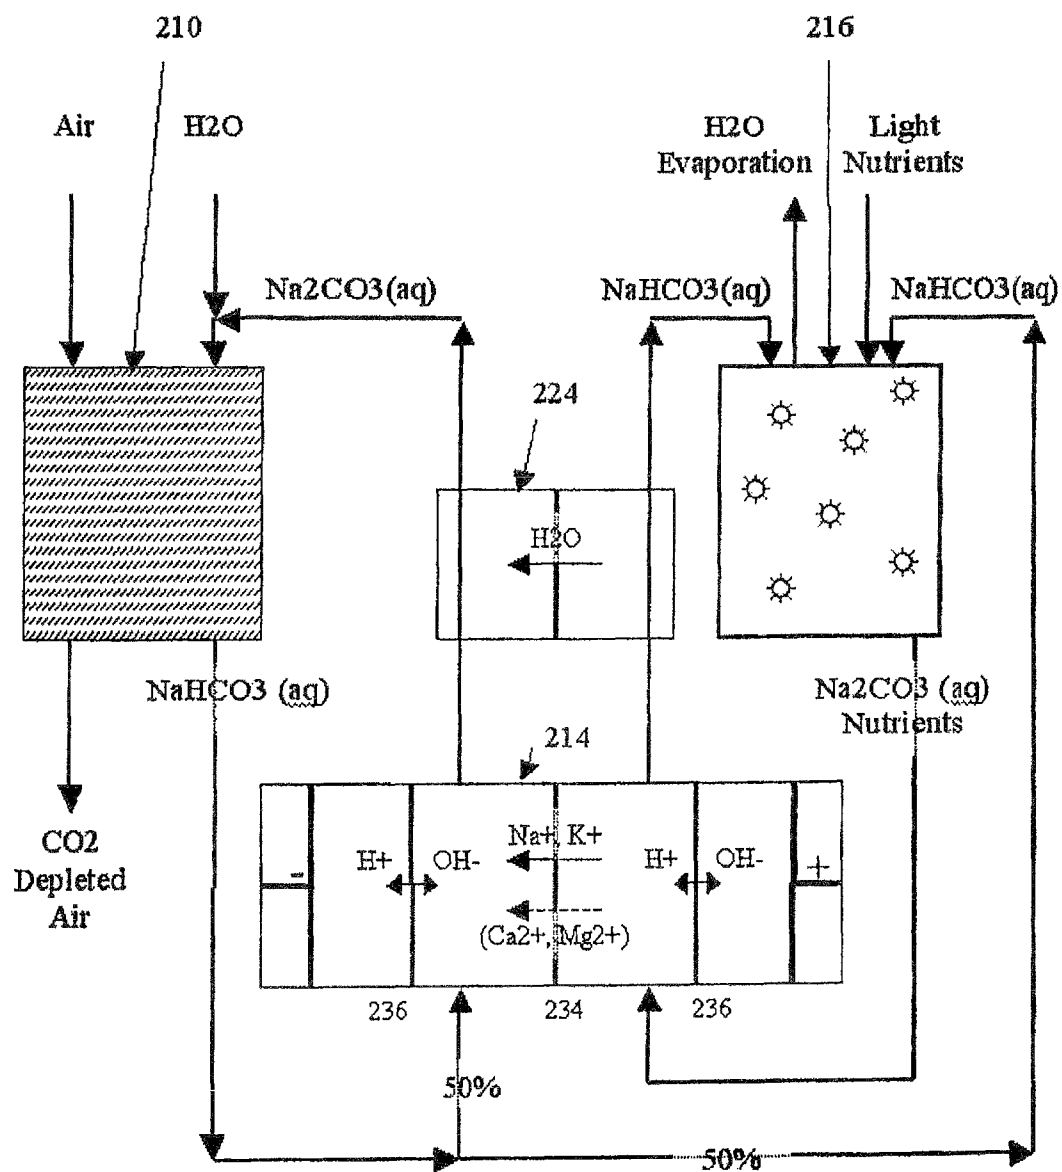 210
216
Air
H2O
H2O
Evaporation
Light
Nutrients
Na2CO3(aq)
NaHCO3(aq)
NaHCO3(aq)
224
H2O
NaHCO3 (aq)
Na2CO3 (aq)
Nutrients
214
CO2
Depleted
Air
-
H+
OH-
Na+, K+
(Ca2+, Mg2+)
H+
OH-
+
236
234
236
50%
50%